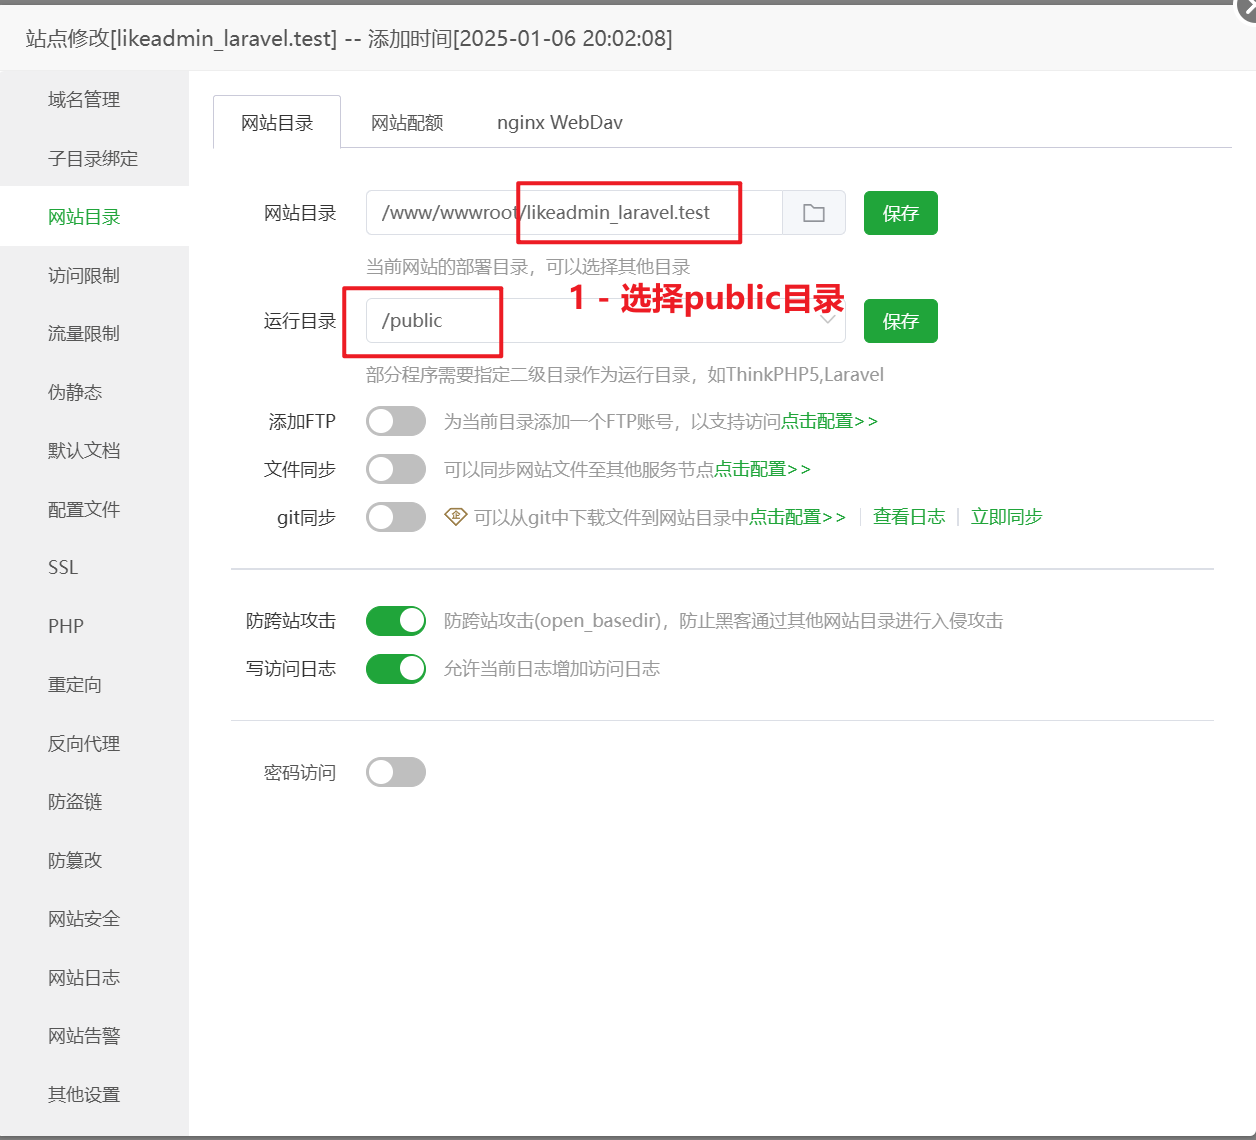 站点修改[likeadmin_laravel.test] -- 添加时间[2025-01-06 20:02:08]
域名管理
子目录绑定
网站目录
访问限制
流量限制
伪静态
默认文档
配置文件
SSL
PHP
重定向
反向代理
防盗链
防篡改
网站安全
网站日志
网站告警
其他设置
网站目录 网站配额 nginx WebDav
网站目录 /www/wwwroot/likeadmin_laravel.test 保存
当前网站的部署目录，可以选择其他目录
1 - 选择public目录
运行目录 /public 保存
部分程序需要指定二级目录作为运行目录，如ThinkPHP5,Laravel
添加FTP 为当前目录添加一个FTP账号，以支持访问点击配置>>
文件同步 可以同步网站文件至其他服务节点点击配置>>
git同步 企 可以从git中下载文件到网站目录中点击配置>> 查看日志 立即同步
防跨站攻击 防跨站攻击(open_basedir)，防止黑客通过其他网站目录进行入侵攻击
写访问日志 允许当前日志增加访问日志
密码访问